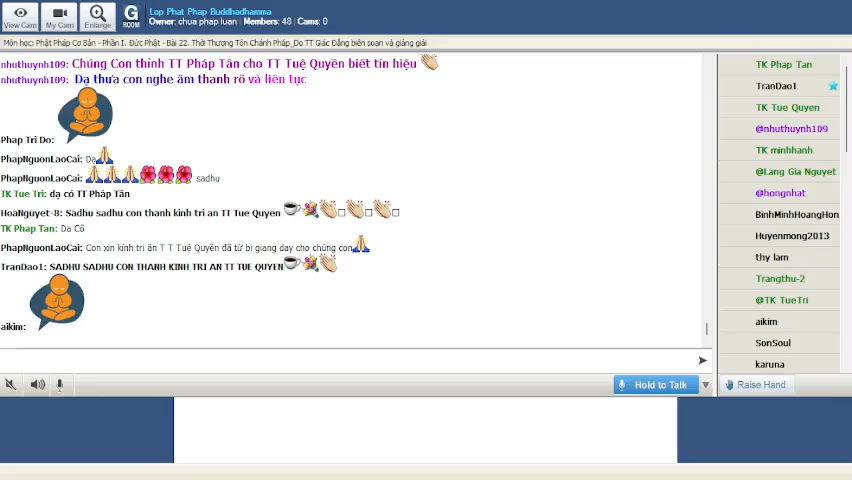 View Cam
My Cam
Enlarge
G
ROOM
Lop Phat Phap Buddhadhamma
Owner: chua phap luan | Members: 48 | Cams: 0
Môn học: Phật Pháp Cơ Bản - Phần I. Đức Phật - Bài 22. Thời Thượng Tôn Chánh Pháp_Do TT Giác Đẳng biên soạn và giảng giải
nhuthuynh109: Chúng Con thỉnh TT Pháp Tân cho TT Tuệ Quyền biết tín hiệu
nhuthuynh109: Dạ thưa con nghe âm thanh rõ và liên tục
Phap Tri Do:
PhapNguonLaoCai: Da
PhapNguonLaoCai: sadhu
TK Tue Tri: dạ có TT Pháp Tân
HoaNguyet-8: Sadhu sadhu con thanh kinh tri an TT Tue Quyen
TK Phap Tan: Da Cô
PhapNguonLaoCai: Con xin kính tri ân T T Tuệ Quyền đã từ bi giang day cho chúng con
TranDao1: SADHU SADHU CON THANH KINH TRI AN TT TUE QUYEN
aikim:
TK Phap Tan
TranDao1
TK Tue Quyen
@nhuthuynh109
TK minhhanh
@Lang Gia Nguyet
@hongnhat
BinhMinhHoangHon
Huyenmong2013
thy lam
Trangthu-2
@TK TueTri
aikim
SonSoul
karuna
Hold to Talk
Raise Hand